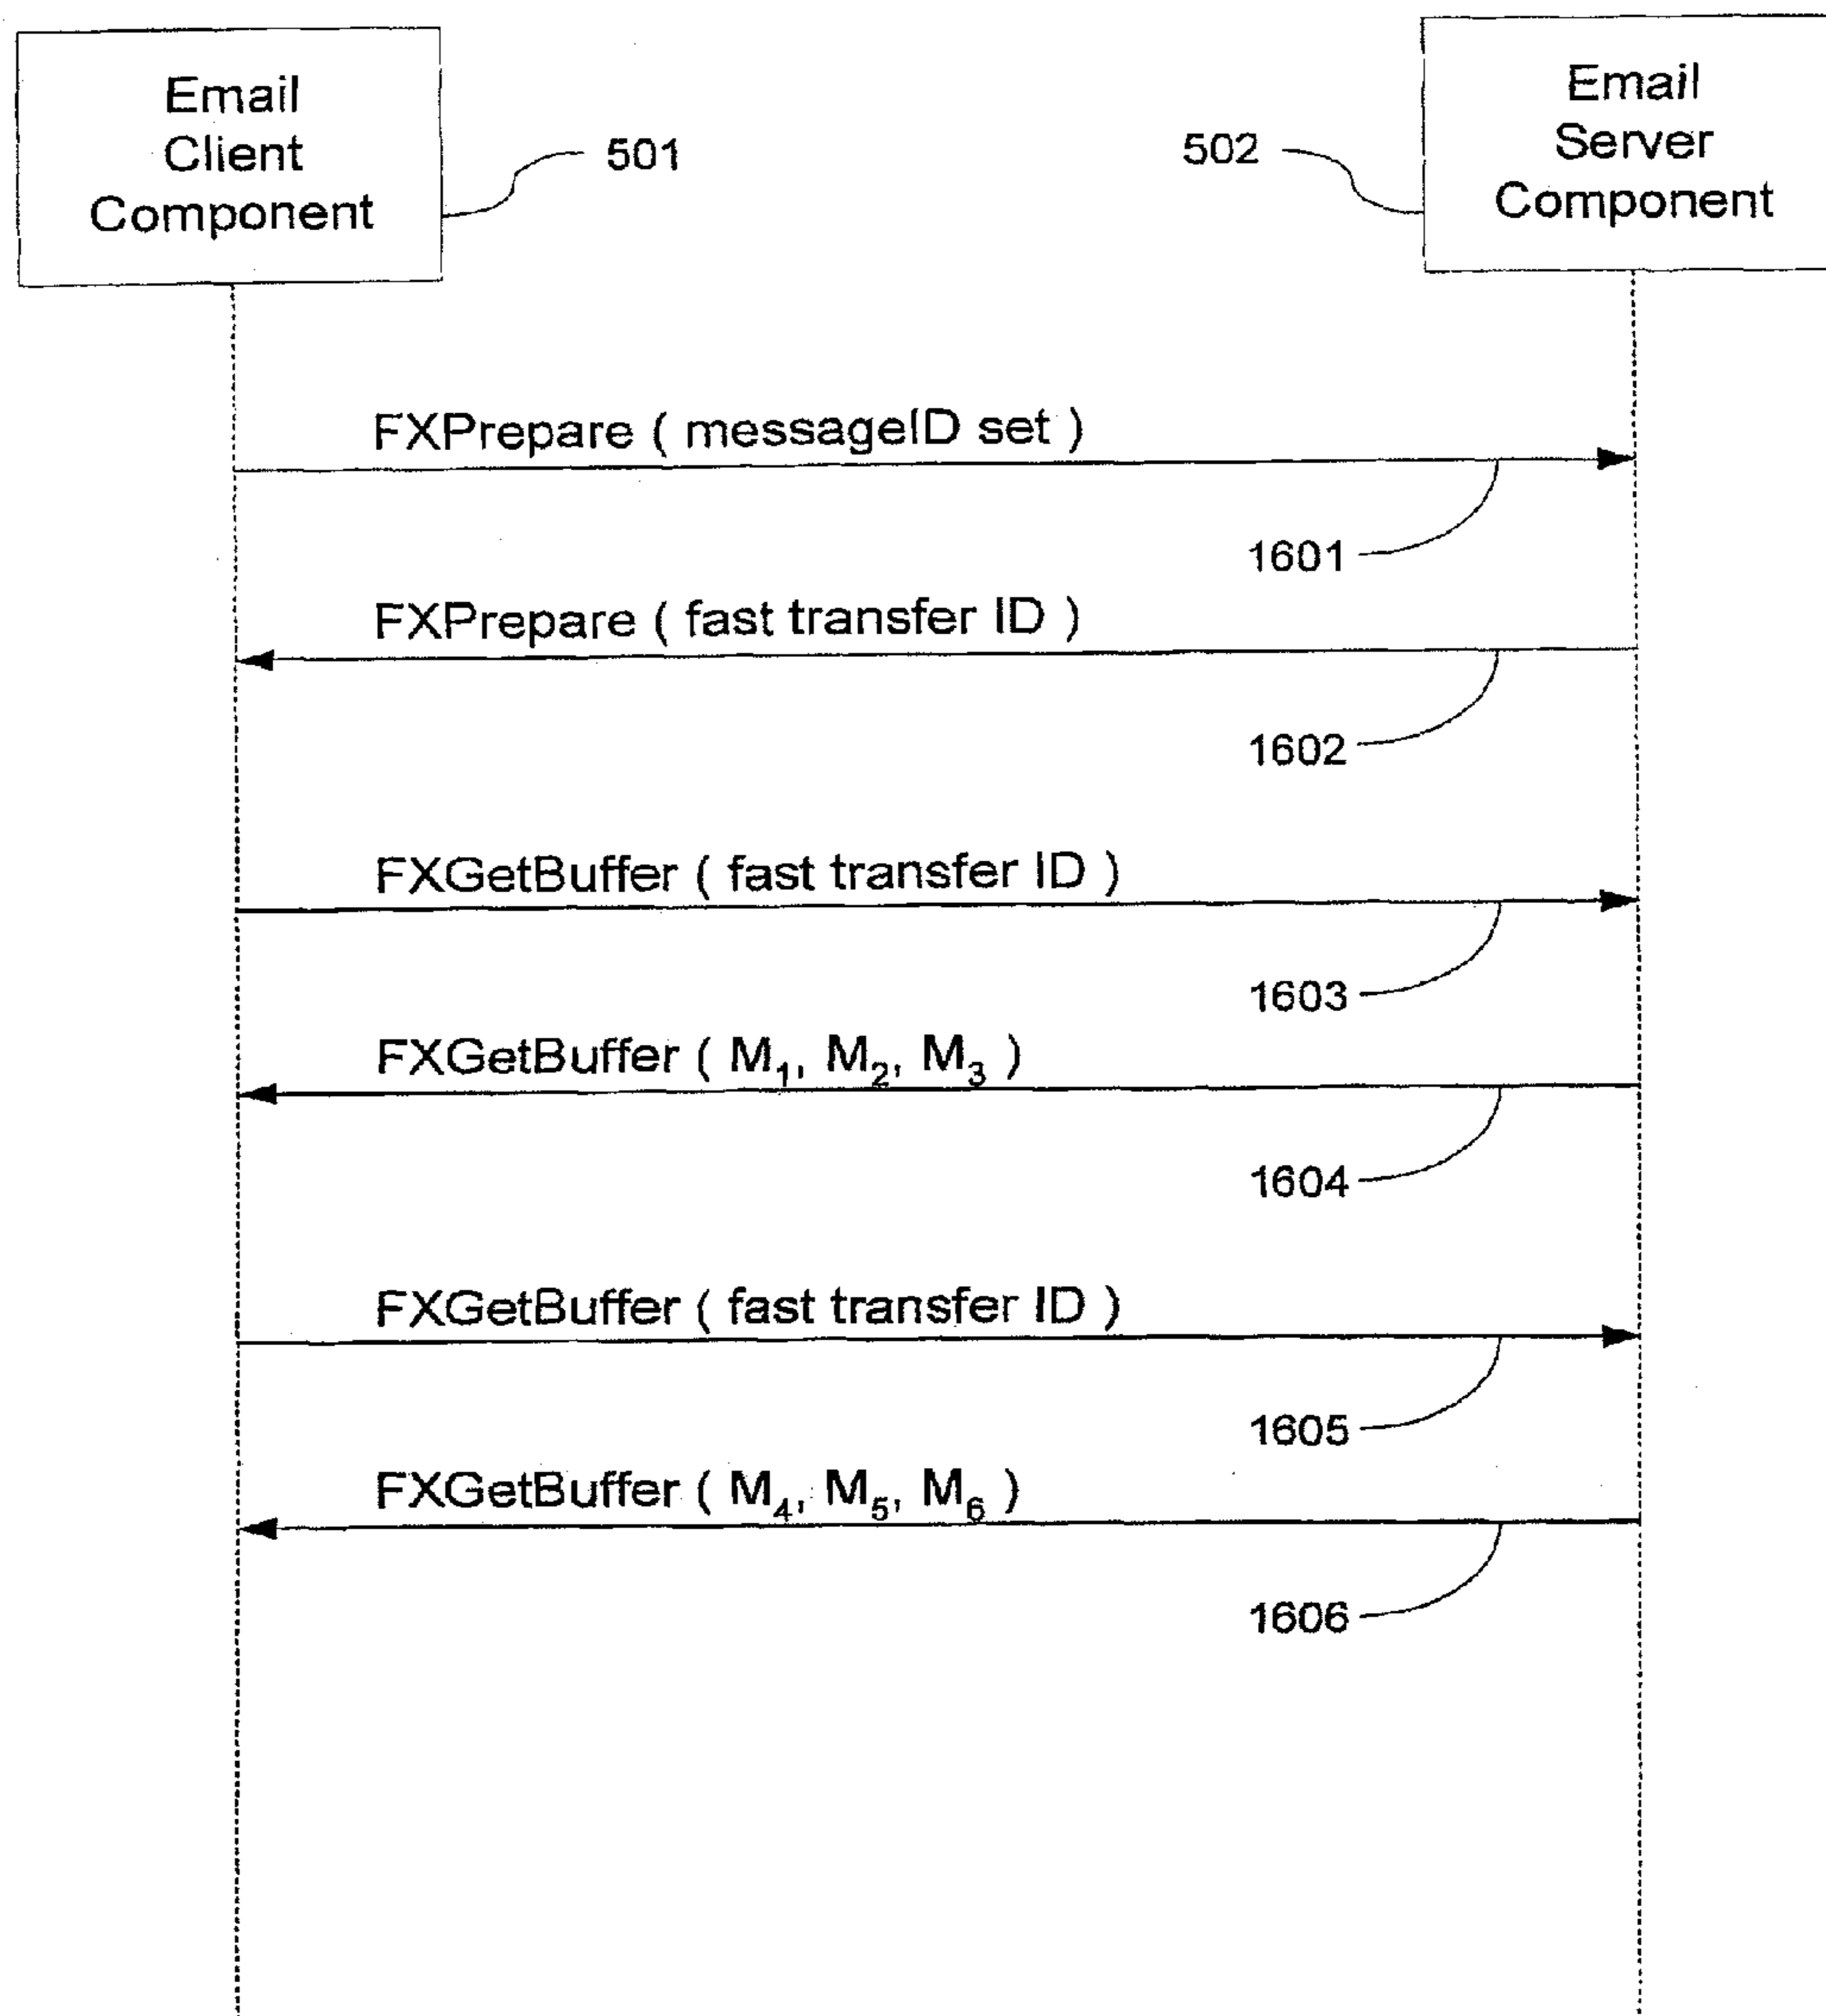 Email
Client
Component
501
502
Email
Server
Component
FXPrepare ( messageID set )
1601
FXPrepare ( fast transfer ID )
1602
FXGetBuffer ( fast transfer ID )
1603
FXGetBuffer ( M₁, M₂, M₃ )
1604
FXGetBuffer ( fast transfer ID )
1605
FXGetBuffer ( M₄, M₅, M₆ )
1606